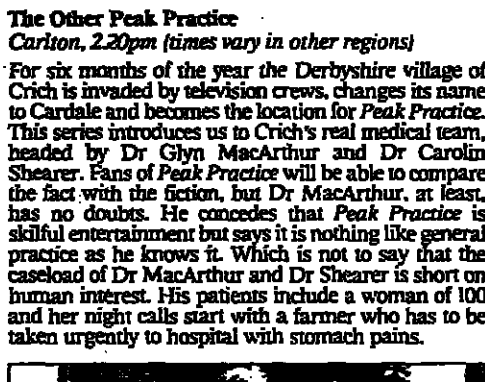 The Other Peak Practice
Carlton, 2.20pm (times vary in other regions)
For six months of the year the Derbyshire village of
Crich is invaded by television crews, changes its name
to Cardale and becomes the location for Peak Practice.
This series introduces us to Crich's real medical team,
headed by Dr Glyn MacArthur and Dr Carolin
Shearer. Fans of Peak Practice will be able to compare
the fact with the fiction, but Dr MacArthur, at least,
has no doubts. He concedes that Peak Practice is
skilful entertainment but says it is nothing like general
practice as he knows it. Which is not to say that the
caseload of Dr MacArthur and Dr Shearer is short on
human interest. His patients include a woman of 100
and her night calls start with a farmer who has to be
taken urgently to hospital with stomach pains.